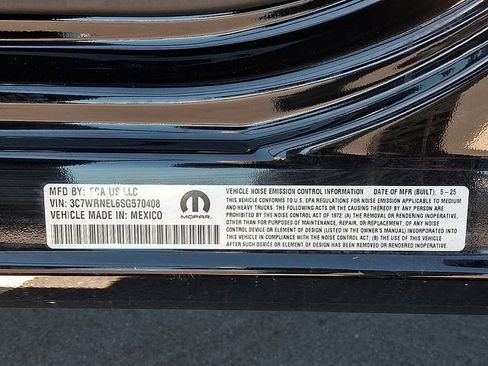 MFD BY: FCA US LLC
VIN: 3C7WRNEL6SG570408
VEHICLE MADE IN: MEXICO
MOPAR
VEHICLE NOISE EMISSION CONTROL INFORMATION DATE OF MFR (BUILT): 5-25
THIS VEHICLE CONFORMS TO U.S. EPA REGULATIONS FOR NOISE EMISSION APPLICABLE TO MEDIUM
AND HEAVY TRUCKS. THE FOLLOWING ACTS OR THE CAUSING THEREOF BY ANY PERSON ARE
PROHIBITED BY THE NOISE CONTROL ACT OF 1972: (A) THE REMOVAL OR RENDERING INOPERATIVE,
OTHER THAN FOR PURPOSES OF MAINTENANCE, REPAIR, OR REPLACEMENT, OF ANY NOISE
CONTROL DEVICE OR ELEMENT OF DESIGN (LISTED IN THE OWNER'S MANUAL) INCORPORATED INTO
THIS VEHICLE IN COMPLIANCE WITH THE NOISE CONTROL ACT; (B) THE USE OF THIS VEHICLE
AFTER SUCH DEVICE OR ELEMENT OF DESIGN HAS BEEN REMOVED OR RENDERED INOPERATIVE.